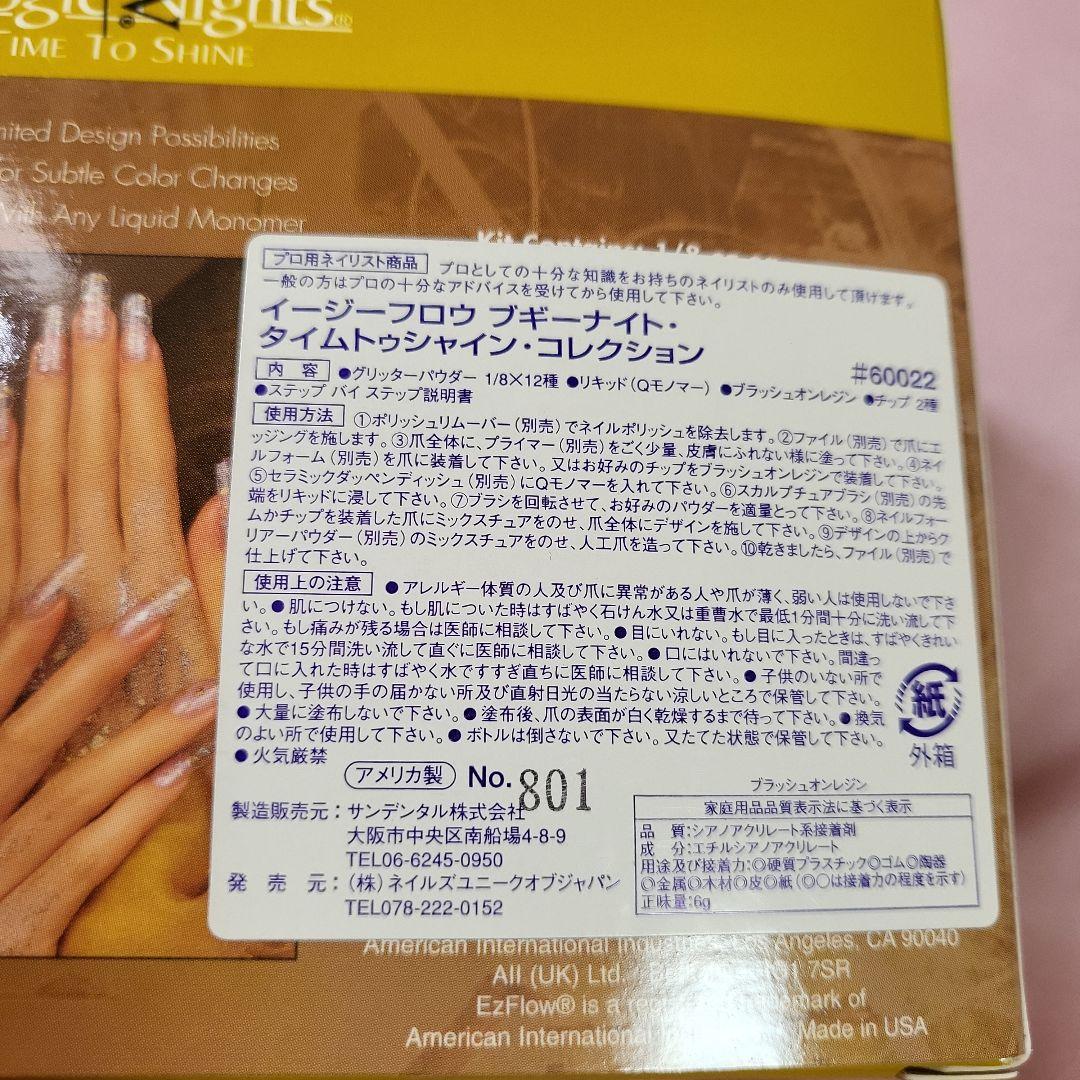 Nights®
TIME TO SHINE
Design Possibilities
Subtle Color Changes
With Any Liquid Monomer
プロ用ネイリスト商品 プロとしての十分な知識をお持ちのネイリストのみ使用して頂けます。
一般の方はプロの十分なアドバイスを受けてから使用して下さい。
イージーフロウ ブギーナイト・
タイムトゥシャイン・コレクション
#60022
内 容 ●グリッターパウダー 1/8×12種 ●リキッド(Qモノマー) ●ブラッシュオンレジン ●チップ 2種
●ステップ バイ ステップ説明書
使用方法 ①ポリッシュリムーバー(別売)でネイルポリッシュを除去します。②ファイル(別売)で爪にエ
ッジングを施します。③爪全体に、プライマー(別売)をごく少量、皮膚にふれない様に塗って下さい。④ネイ
ルフォーム(別売)を爪に装着して下さい。又はお好みのチップをブラッシュオンレジンで装着して下さい。
⑤セラミックダッペンディッシュ(別売)にQモノマーを入れて下さい。⑥スカルプチュアブラシ(別売)の先
端をリキッドに浸して下さい。⑦ブラシを回転させて、お好みのパウダーを適量とって下さい。⑧ネイルフォー
ムかチップを装着した爪にミックスチュアをのせ、爪全体にデザインを施して下さい。⑨デザインの上からク
リアーパウダー(別売)のミックスチュアをのせ、人工爪を造って下さい。⑩乾きましたら、ファイル(別売)で
仕上げて下さい。
使用上の注意 ●アレルギー体質の人及び爪に異常がある人や爪が薄く、弱い人は使用しないで下さ
い。●肌につけない。もし肌についた時はすばやく石けん水又は重曹水で最低1分間十分に洗い流して下
さい。もし痛みが残る場合は医師に相談して下さい。●目にいれない。もし目に入ったときは、すばやくきれい
な水で15分間洗い流して直ぐに医師に相談して下さい。●口にはいれないで下さい。間違っ
て口に入れた時はすばやく水ですすぎ直ちに医師に相談して下さい。●子供のいない所で
使用し、子供の手の届かない所及び直射日光の当たらない涼しいところで保管して下さい。
●大量に塗布しないで下さい。●塗布後、爪の表面が白く乾燥するまで待って下さい。●換気
のよい所で使用して下さい。●ボトルは倒さないで下さい。又たてた状態で保管して下さい。
●火気厳禁
紙
外箱
アメリカ製 No.801
製造販売元：サンデンタル株式会社
大阪市中央区南船場4-8-9
TEL06-6245-0950
発 売 元：(株)ネイルズユニークオブジャパン
TEL078-222-0152
ブラッシュオンレジン
家庭用品品質表示法に基づく表示
品 質：シアノアクリレート系接着剤
成 分：エチルシアノアクリレート
用途及び接着力：◎硬質プラスチック◎ゴム◎陶器
◎金属◎木材◎皮◎紙(◎○は接着力の程度を示す)
正味量：6g
American International Industries, Los Angeles, CA 90040
AII (UK) Ltd. 7SR
EzFlow® is a registered trademark of
American International Made in USA